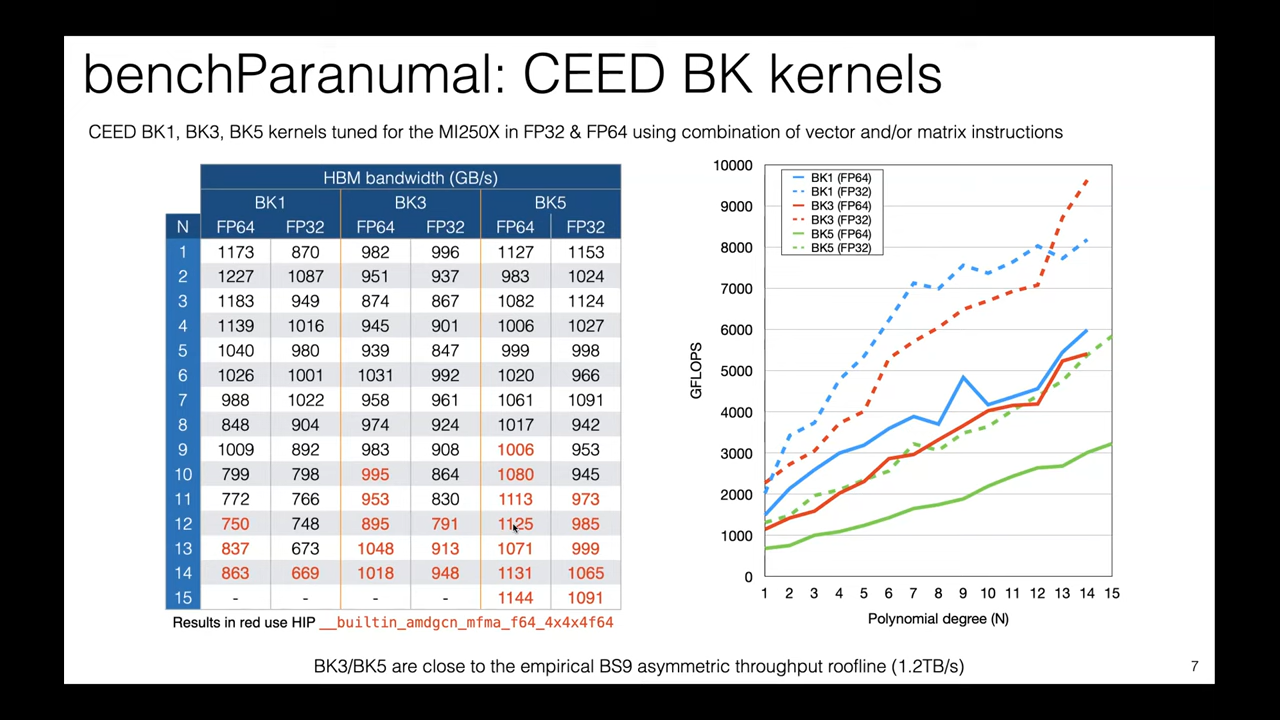 benchParanumal: CEED BK kernels
CEED BK1, BK3, BK5 kernels tuned for the MI250X in FP32 & FP64 using combination of vector and/or matrix instructions
HBM bandwidth (GB/s)
BK1 BK3 BK5
N FP64 FP32 FP64 FP32 FP64 FP32
1 1173 870 982 996 1127 1153
2 1227 1087 951 937 983 1024
3 1183 949 874 867 1082 1124
4 1139 1016 945 901 1006 1027
5 1040 980 939 847 999 998
6 1026 1001 1031 992 1020 966
7 988 1022 958 961 1061 1091
8 848 904 974 924 1017 942
9 1009 892 983 908 1006 953
10 799 798 995 864 1080 945
11 772 766 953 830 1113 973
12 750 748 895 791 1125 985
13 837 673 1048 913 1071 999
14 863 669 1018 948 1131 1065
15 - - - - 1144 1091
Results in red use HIP __builtin_amdgcn_mfma_f64_4x4x4f64
GFLOPS
10000
9000
8000
7000
6000
5000
4000
3000
2000
1000
0
BK1 (FP64)
BK1 (FP32)
BK3 (FP64)
BK3 (FP32)
BK5 (FP64)
BK5 (FP32)
1 2 3 4 5 6 7 8 9 10 11 12 13 14 15
Polynomial degree (N)
BK3/BK5 are close to the empirical BS9 asymmetric throughput roofline (1.2TB/s)
7